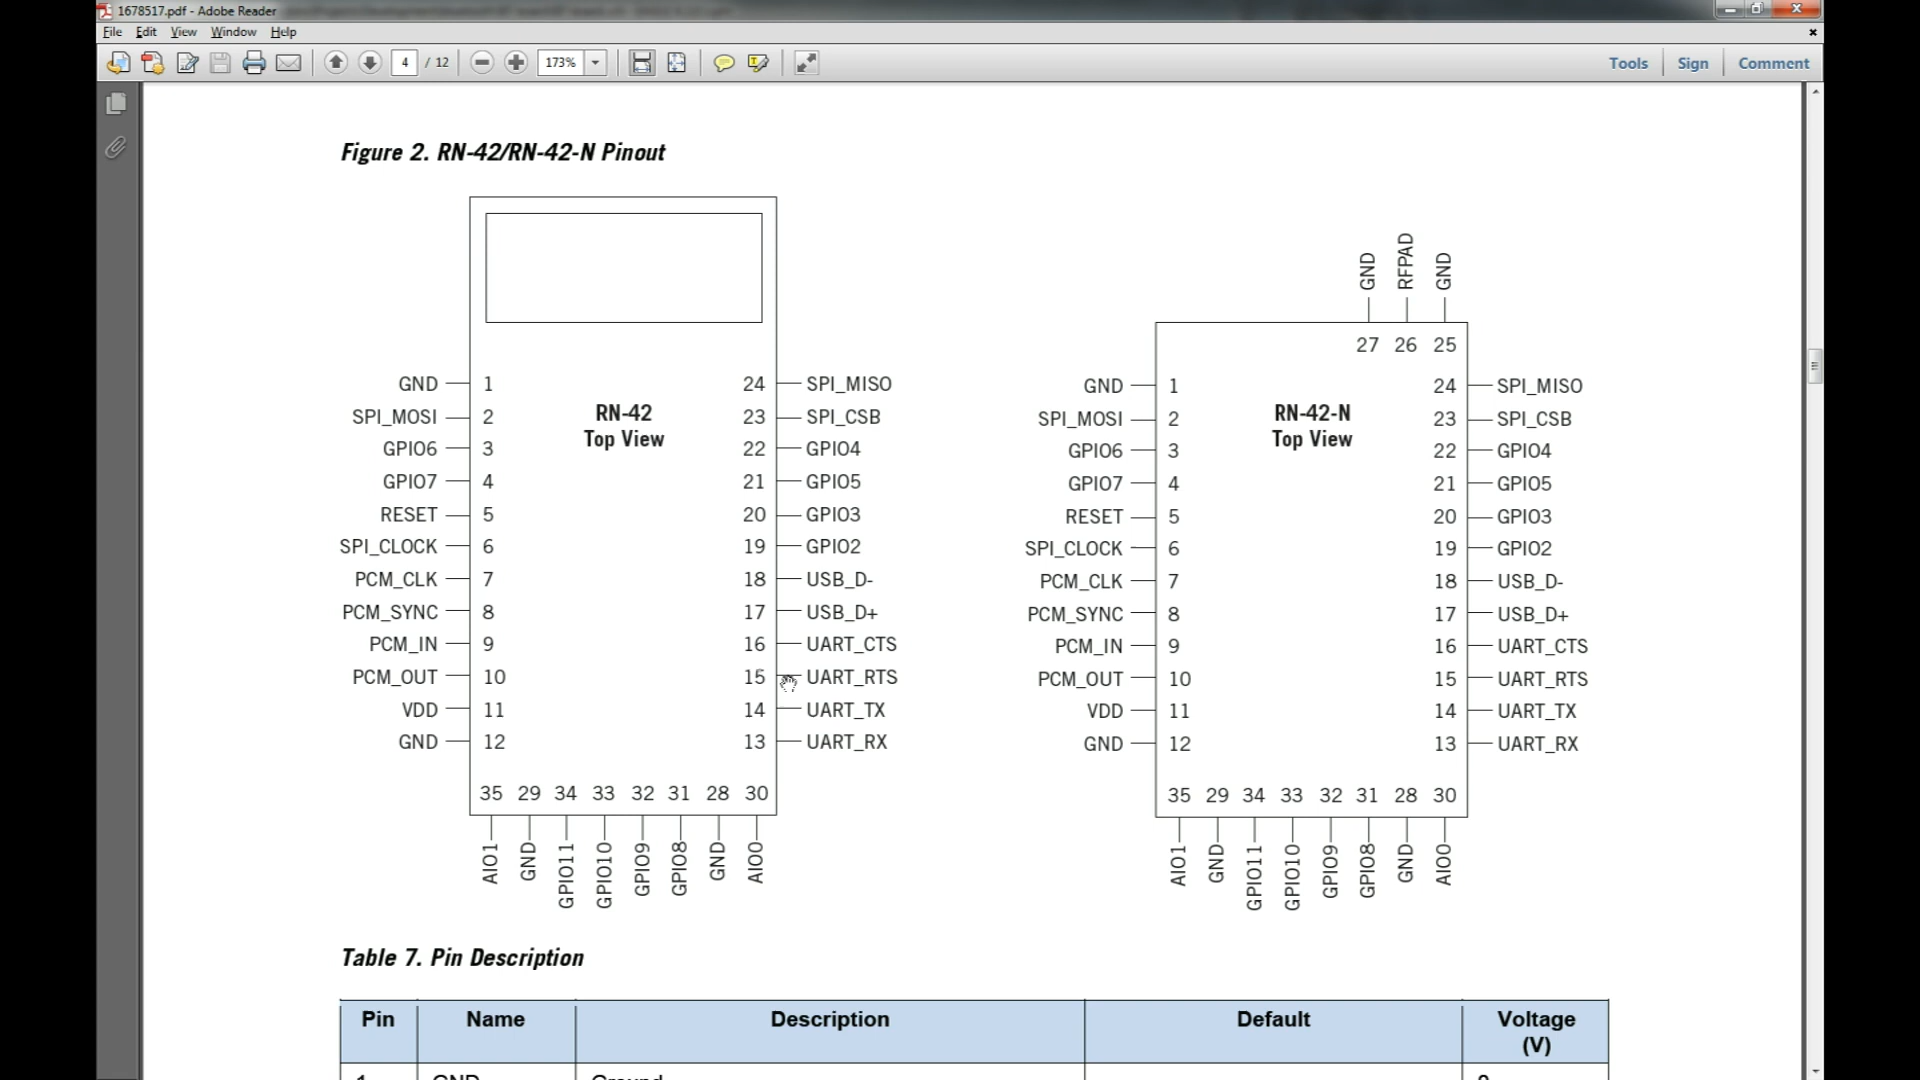 1678517.pdf - Adobe Reader
File Edit View Window Help
4 / 12 173% Tools Sign Comment
Figure 2. RN-42/RN-42-N Pinout
RN-42
Top View
GND 1 24 SPI_MISO
SPI_MOSI 2 23 SPI_CSB
GPIO6 3 22 GPIO4
GPIO7 4 21 GPIO5
RESET 5 20 GPIO3
SPI_CLOCK 6 19 GPIO2
PCM_CLK 7 18 USB_D-
PCM_SYNC 8 17 USB_D+
PCM_IN 9 16 UART_CTS
PCM_OUT 10 15 UART_RTS
VDD 11 14 UART_TX
GND 12 13 UART_RX
35 29 34 33 32 31 28 30
AIO1 GND GPIO11 GPIO10 GPIO9 GPIO8 GND AIO0
GND RFPAD GND
27 26 25
RN-42-N
Top View
GND 1 24 SPI_MISO
SPI_MOSI 2 23 SPI_CSB
GPIO6 3 22 GPIO4
GPIO7 4 21 GPIO5
RESET 5 20 GPIO3
SPI_CLOCK 6 19 GPIO2
PCM_CLK 7 18 USB_D-
PCM_SYNC 8 17 USB_D+
PCM_IN 9 16 UART_CTS
PCM_OUT 10 15 UART_RTS
VDD 11 14 UART_TX
GND 12 13 UART_RX
35 29 34 33 32 31 28 30
AIO1 GND GPIO11 GPIO10 GPIO9 GPIO8 GND AIO0
Table 7. Pin Description
Pin Name Description Default Voltage
(V)
1 GND Ground 0